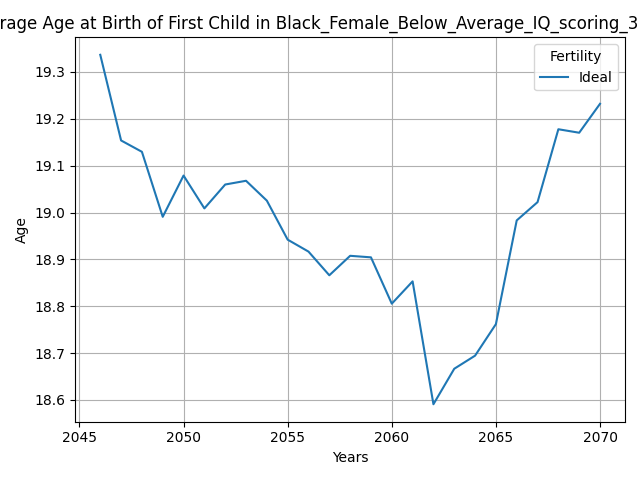 rage Age at Birth of First Child in Black_Female_Below_Average_IQ_scoring_3
Fertility
Ideal
19.3
19.2
19.1
19.0
18.9
18.8
18.7
18.6
Age
2045 2050 2055 2060 2065 2070
Years